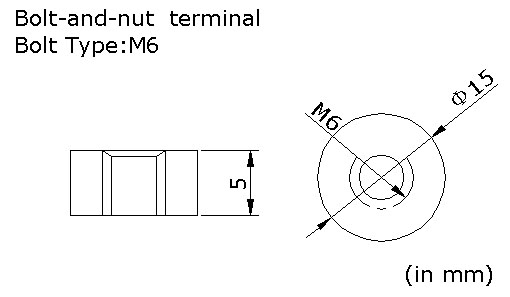 Bolt-and-nut terminal
Bolt Type:M6
M6
Φ15
5
(in mm)